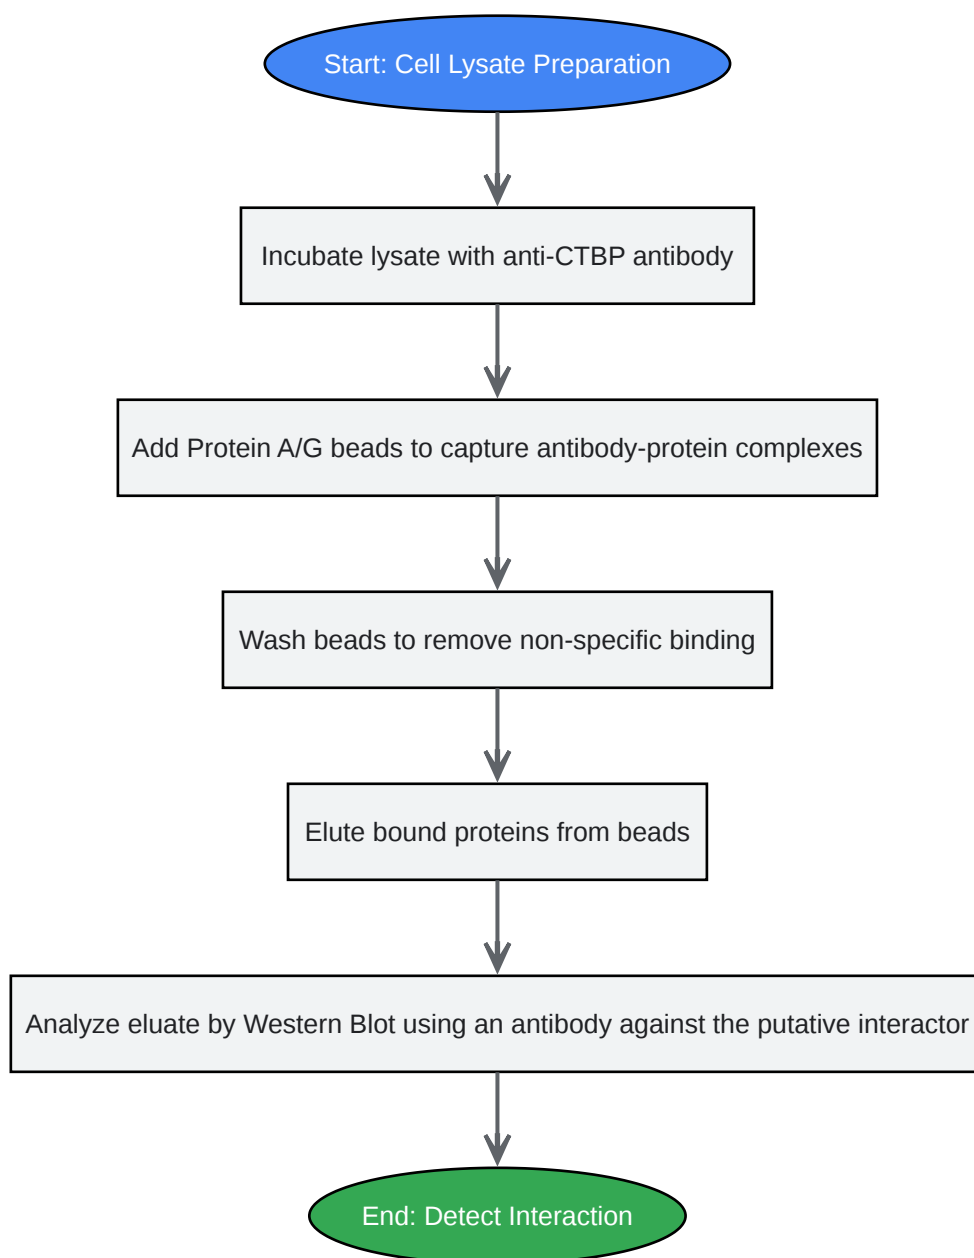 Start: Cell Lysate Preparation
Incubate lysate with anti-CTBP antibody
Add Protein A/G beads to capture antibody-protein complexes
Wash beads to remove non-specific binding
Elute bound proteins from beads
Analyze eluate by Western Blot using an antibody against the putative interactor
End: Detect Interaction